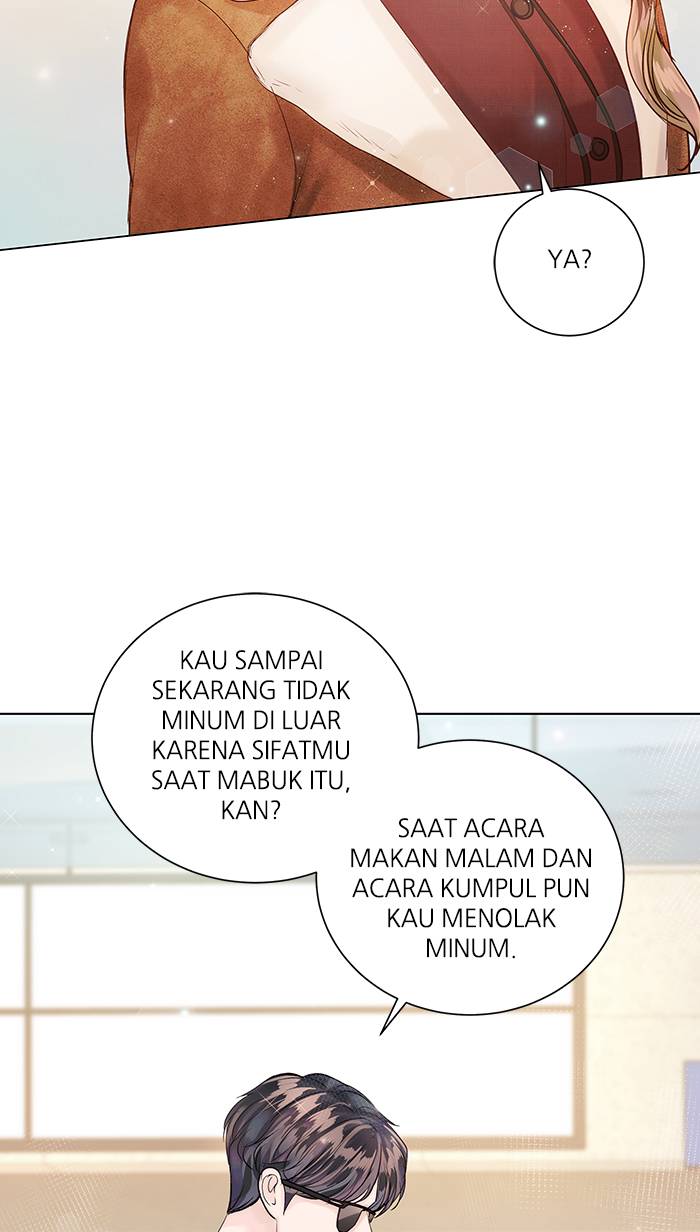 YA?
KAU SAMPAI
SEKARANG TIDAK
MINUM DI LUAR
KARENA SIFATMU
SAAT MABUK ITU,
KAN?
SAAT ACARA
MAKAN MALAM DAN
ACARA KUMPUL PUN
KAU MENOLAK
MINUM.